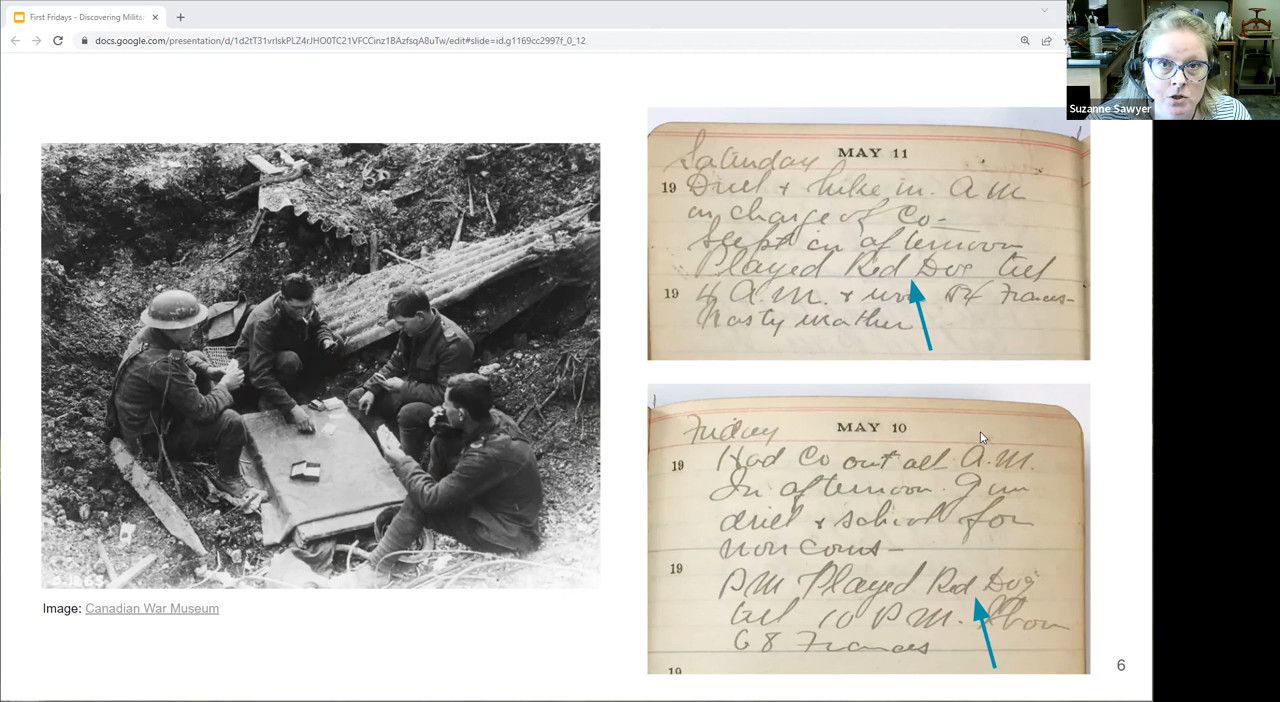 First Fridays - Discovering Milita
docs.google.com/presentation/d/1d2tT31vrIskPLZ4rJHO0TC21VFCCinz1BAzfsqA8uTw/edit#slide=id.g1169cc2997f_0_12
Suzanne Sawyer
MAY 11
Saturday
19 Drill + hike in A M
in charge of Co-
Slept in afternoon
Played Red Dog till
19 4 A.M. + won 84 Francs-
Nasty weather
MAY 10
Friday
19 Had Co out all A.M.
In afternoon Gun
drill + school for
non coms-
19 P M Played Red Dog
till 10 P M.
68 Francs
19
Image: Canadian War Museum
6